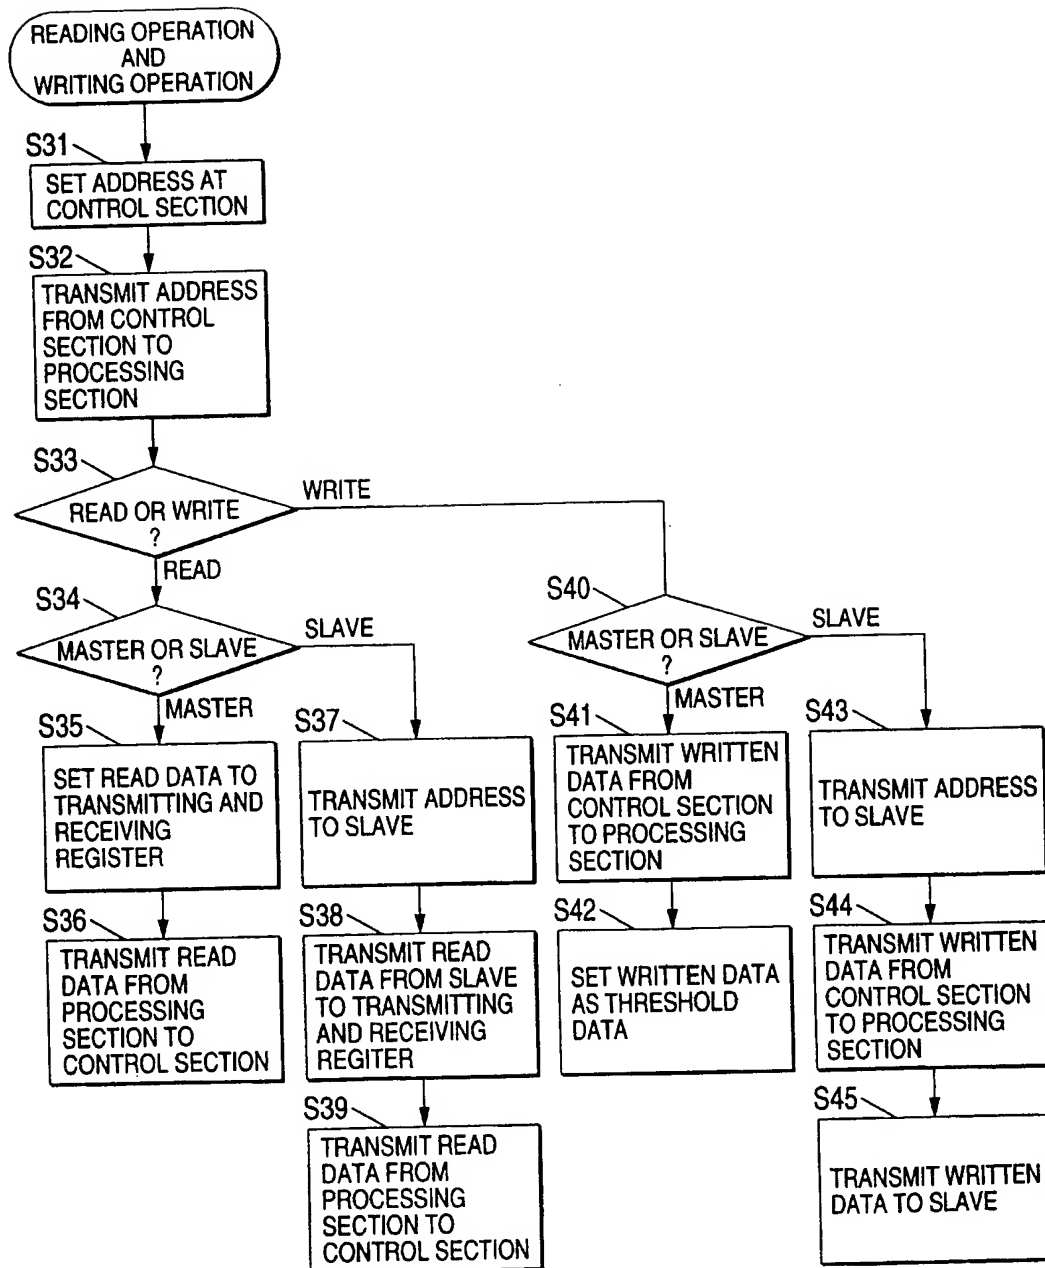 READING OPERATION
AND
WRITING OPERATION
S31
SET ADDRESS AT
CONTROL SECTION
S32
TRANSMIT ADDRESS
FROM CONTROL
SECTION TO
PROCESSING
SECTION
S33
READ OR WRITE
?
WRITE
READ
S34
MASTER OR SLAVE
?
SLAVE
MASTER
S40
MASTER OR SLAVE
?
SLAVE
MASTER
S35
SET READ DATA TO
TRANSMITTING AND
RECEIVING
REGISTER
S36
TRANSMIT READ
DATA FROM
PROCESSING
SECTION TO
CONTROL SECTION
S37
TRANSMIT ADDRESS
TO SLAVE
S38
TRANSMIT READ
DATA FROM SLAVE
TO TRANSMITTING
AND RECEIVING
REGITER
S39
TRANSMIT READ
DATA FROM
PROCESSING
SECTION TO
CONTROL SECTION
S41
TRANSMIT WRITTEN
DATA FROM
CONTROL SECTION
TO PROCESSING
SECTION
S42
SET WRITTEN DATA
AS THRESHOLD
DATA
S43
TRANSMIT ADDRESS
TO SLAVE
S44
TRANSMIT WRITTEN
DATA FROM
CONTROL SECTION
TO PROCESSING
SECTION
S45
TRANSMIT WRITTEN
DATA TO SLAVE